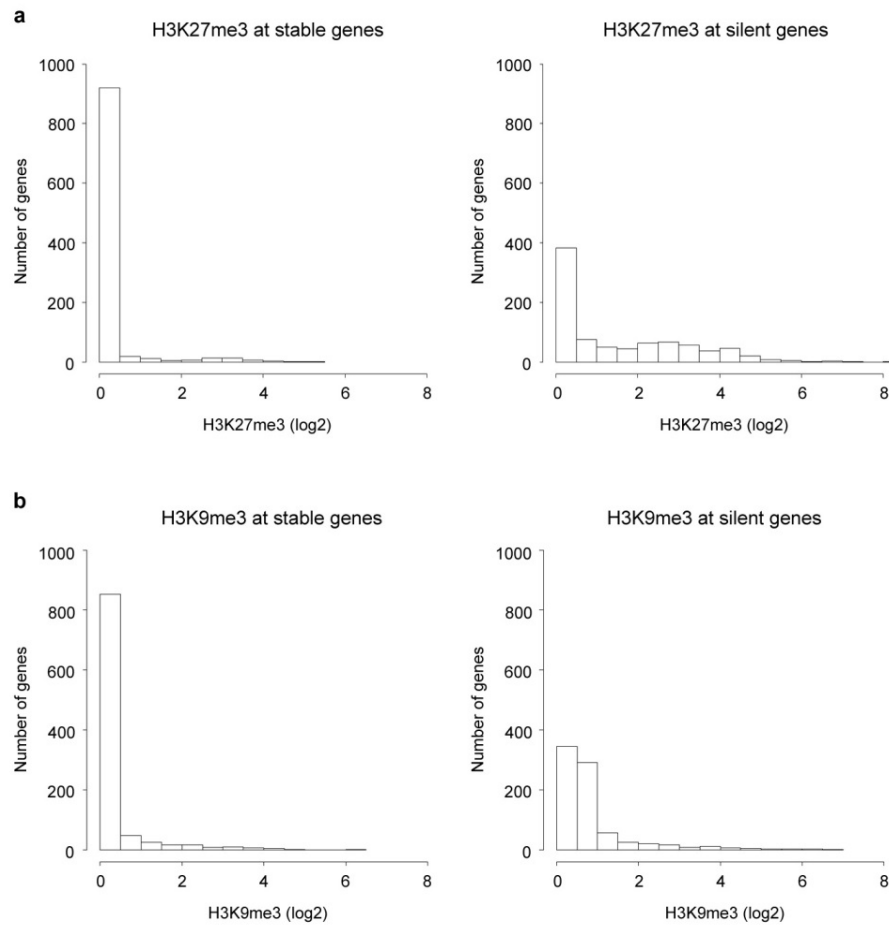 a
H3K27me3 at stable genes
H3K27me3 at silent genes
Number of genes
1000
800
600
400
200
0
0 2 4 6 8
H3K27me3 (log2)
Number of genes
1000
800
600
400
200
0
0 2 4 6 8
H3K27me3 (log2)
b
H3K9me3 at stable genes
H3K9me3 at silent genes
Number of genes
1000
800
600
400
200
0
0 2 4 6 8
H3K9me3 (log2)
Number of genes
1000
800
600
400
200
0
0 2 4 6 8
H3K9me3 (log2)